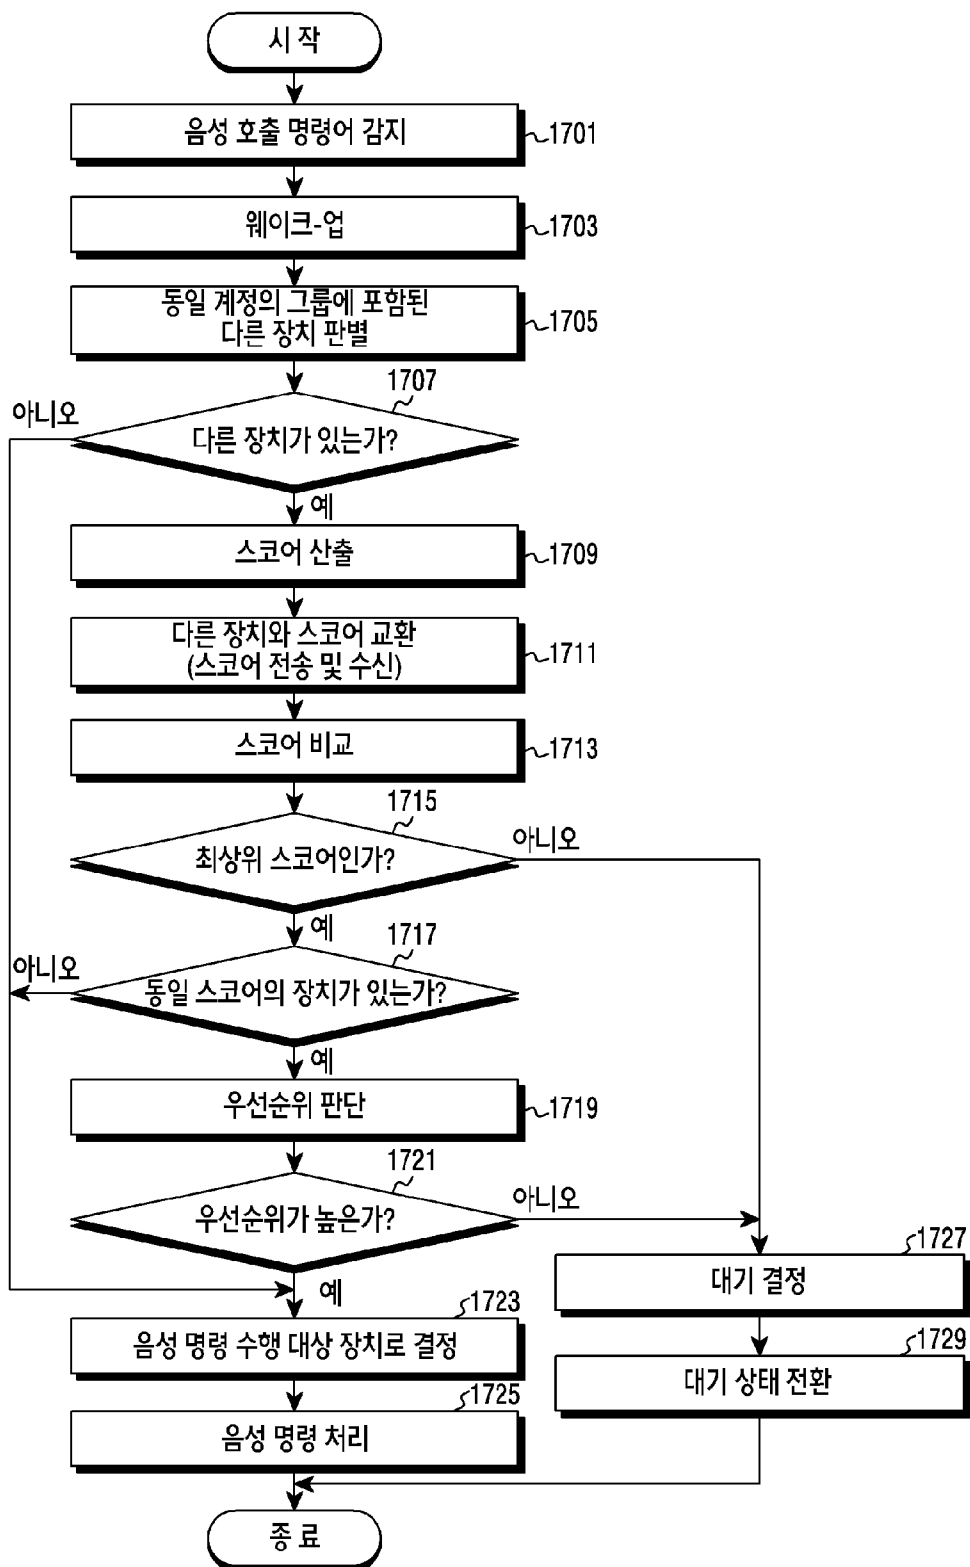 시 작
음성 호출 명령어 감지
1701
웨이크-업
1703
동일 계정의 그룹에 포함된
다른 장치 판별
1705
1707
아니오
다른 장치가 있는가?
예
스코어 산출
1709
다른 장치와 스코어 교환
(스코어 전송 및 수신)
1711
스코어 비교
1713
1715
아니오
최상위 스코어인가?
예
1717
아니오
동일 스코어의 장치가 있는가?
예
우선순위 판단
1719
1721
아니오
우선순위가 높은가?
예
1727
대기 결정
1723
음성 명령 수행 대상 장치로 결정
1729
대기 상태 전환
1725
음성 명령 처리
종 료